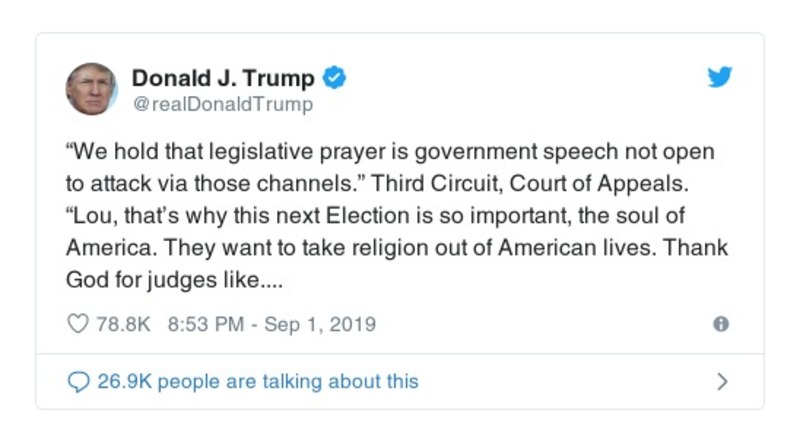 Donald J. Trump
@realDonaldTrump
“We hold that legislative prayer is government speech not open
to attack via those channels.” Third Circuit, Court of Appeals.
“Lou, that’s why this next Election is so important, the soul of
America. They want to take religion out of American lives. Thank
God for judges like....
78.8K 8:53 PM - Sep 1, 2019
26.9K people are talking about this